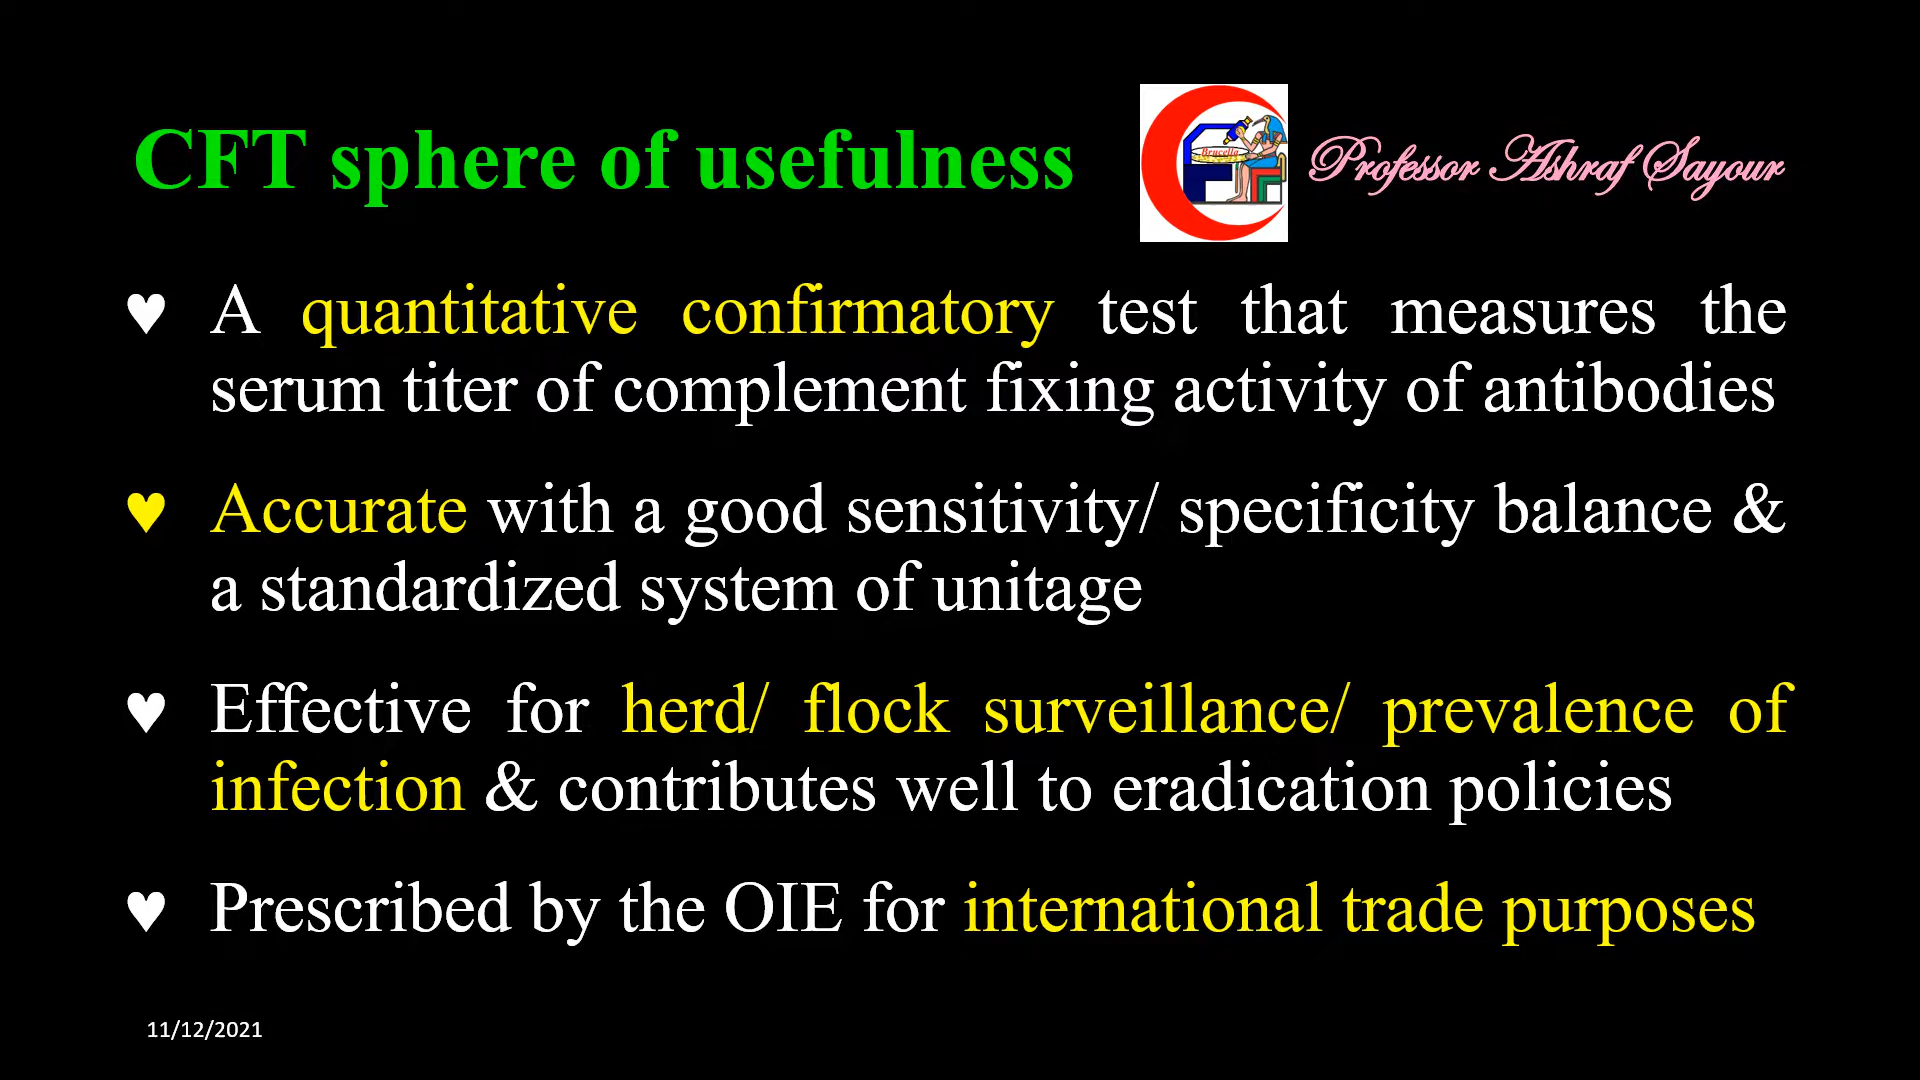 CFT sphere of usefulness
Brucella
Professor Ashraf Sayour
♥ A quantitative confirmatory test that measures the
serum titer of complement fixing activity of antibodies
♥ Accurate with a good sensitivity/ specificity balance &
a standardized system of unitage
♥ Effective for herd/ flock surveillance/ prevalence of
infection & contributes well to eradication policies
♥ Prescribed by the OIE for international trade purposes
11/12/2021